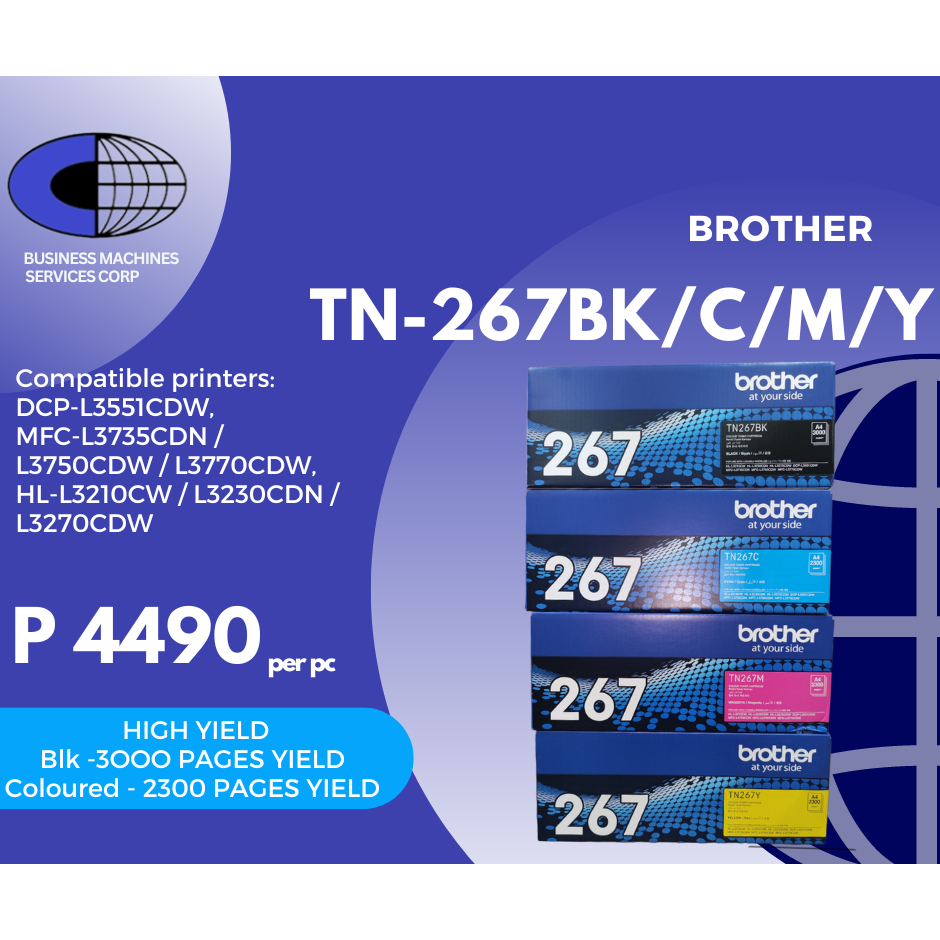 BUSINESS MACHINES
SERVICES CORP
BROTHER
TN-267BK/C/M/Y
Compatible printers:
DCP-L3551CDW,
MFC-L3735CDN /
L3750CDW / L3770CDW,
HL-L3210CW / L3230CDN /
L3270CDW
P 4490 per pc
HIGH YIELD
Blk -3000 PAGES YIELD
Coloured - 2300 PAGES YIELD
brother
at your side
267
TN267BK
A4
3000
brother
at your side
267
TN267C
A4
2300
brother
at your side
267
TN267M
A4
2300
brother
at your side
267
TN267Y
A4
2300